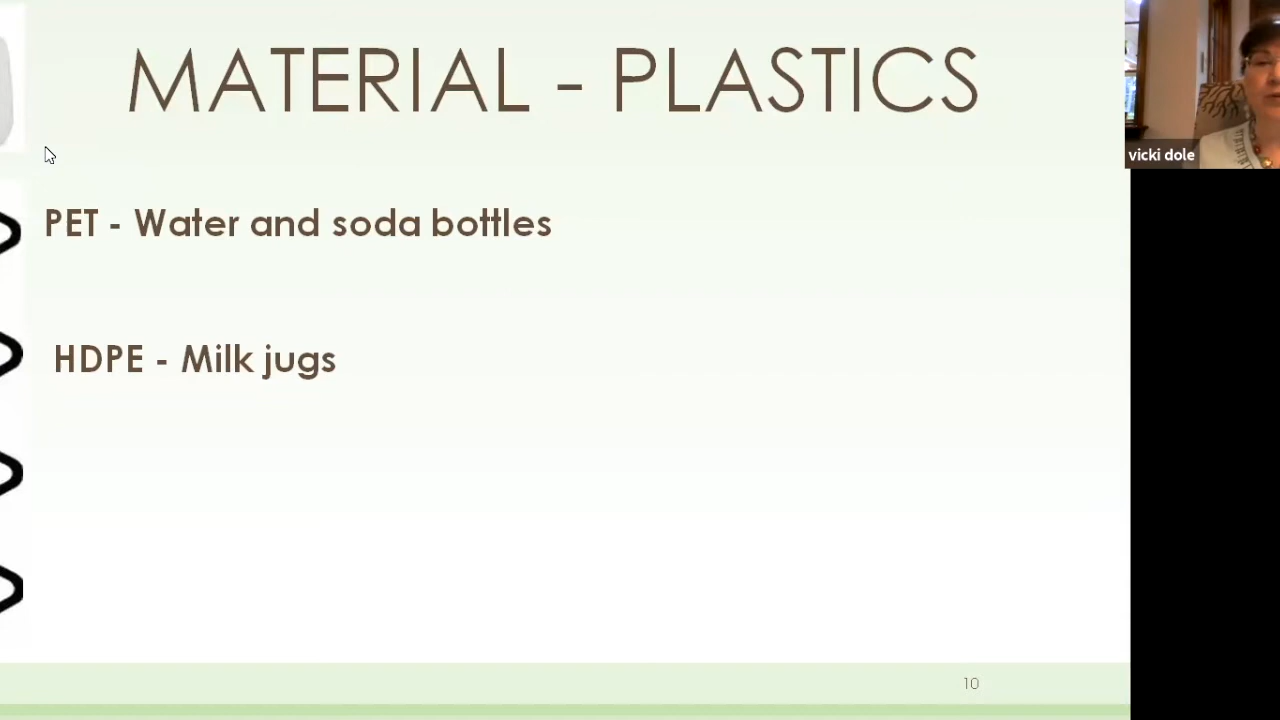 MATERIAL - PLASTICS
vicki dole
PET - Water and soda bottles
HDPE - Milk jugs
10